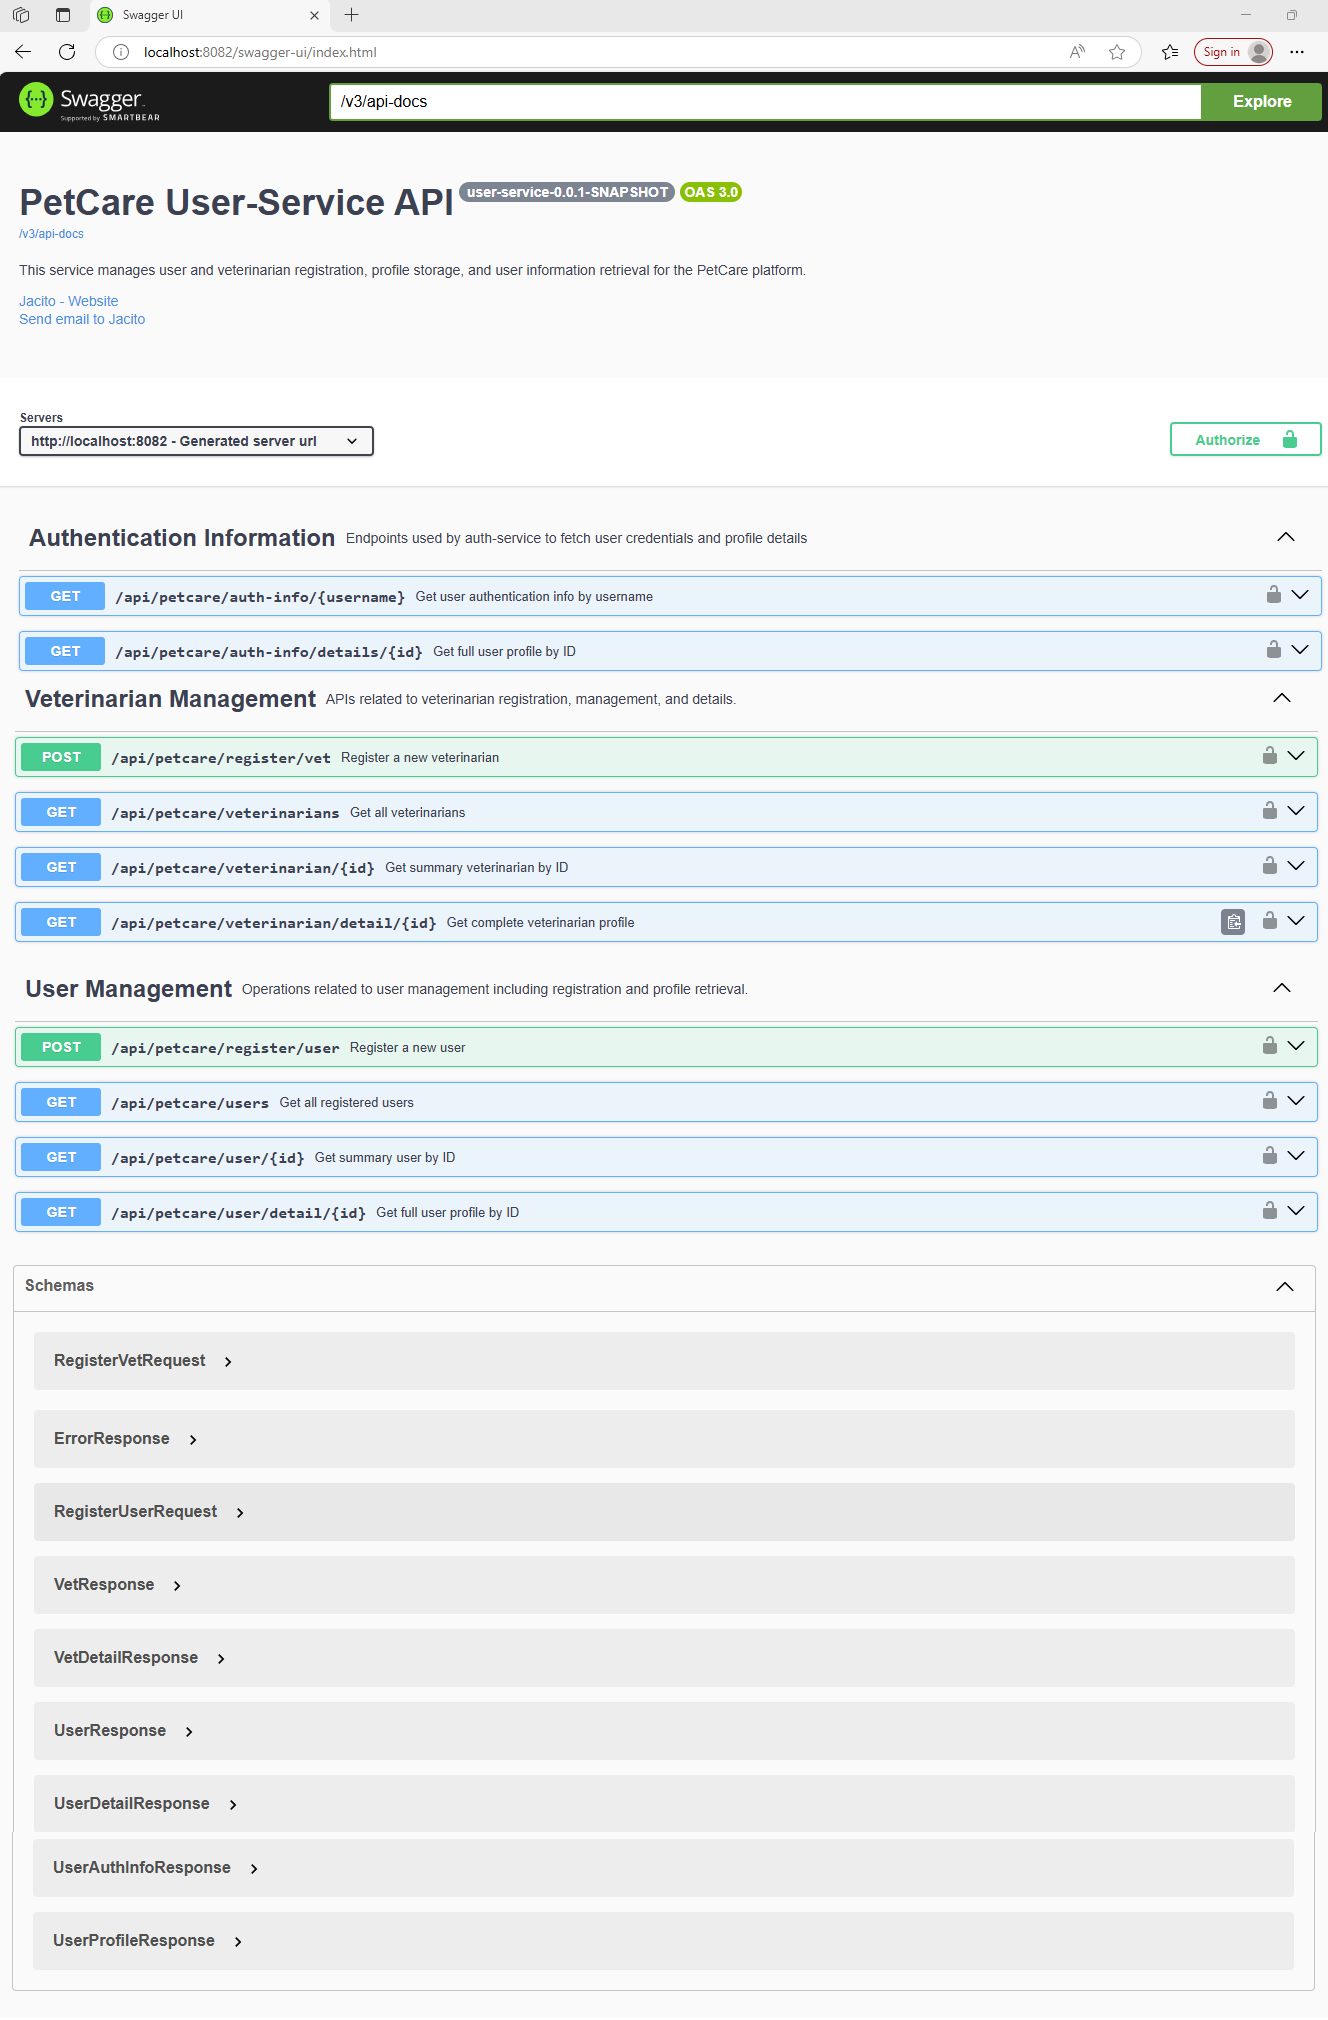 Swagger UI
localhost:8082/swagger-ui/index.html
Sign in
Swagger.
Supported by SMARTBEAR
/v3/api-docs
Explore
PetCare User-Service API user-service-0.0.1-SNAPSHOT OAS 3.0
/v3/api-docs
This service manages user and veterinarian registration, profile storage, and user information retrieval for the PetCare platform.
Jacito - Website
Send email to Jacito
Servers
http://localhost:8082 - Generated server url
Authorize
Authentication Information Endpoints used by auth-service to fetch user credentials and profile details
GET /api/petcare/auth-info/{username} Get user authentication info by username
GET /api/petcare/auth-info/details/{id} Get full user profile by ID
Veterinarian Management APIs related to veterinarian registration, management, and details.
POST /api/petcare/register/vet Register a new veterinarian
GET /api/petcare/veterinarians Get all veterinarians
GET /api/petcare/veterinarian/{id} Get summary veterinarian by ID
GET /api/petcare/veterinarian/detail/{id} Get complete veterinarian profile
User Management Operations related to user management including registration and profile retrieval.
POST /api/petcare/register/user Register a new user
GET /api/petcare/users Get all registered users
GET /api/petcare/user/{id} Get summary user by ID
GET /api/petcare/user/detail/{id} Get full user profile by ID
Schemas
RegisterVetRequest
ErrorResponse
RegisterUserRequest
VetResponse
VetDetailResponse
UserResponse
UserDetailResponse
UserAuthInfoResponse
UserProfileResponse